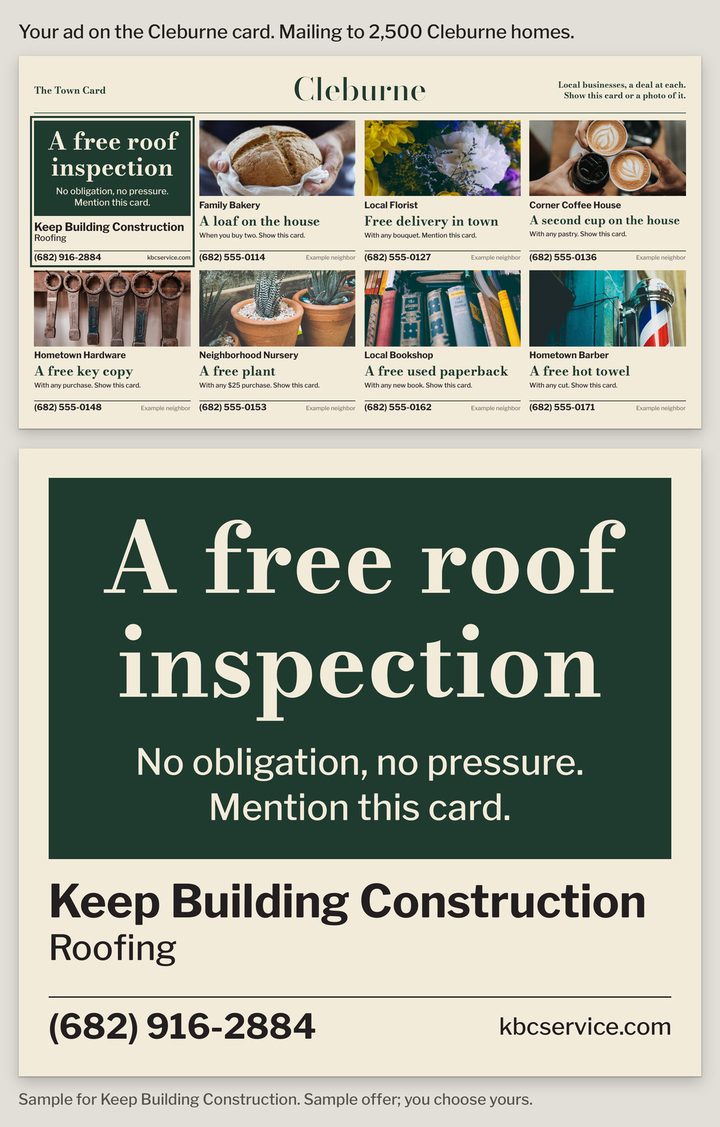 Your ad on the Cleburne card. Mailing to 2,500 Cleburne homes.
The Town Card
Cleburne
Local businesses, a deal at each.
Show this card or a photo of it.
A free roof
inspection
No obligation, no pressure.
Mention this card.
Keep Building Construction
Roofing
(682) 916-2884
kbcservice.com
Family Bakery
A loaf on the house
When you buy two. Show this card.
(682) 555-0114
Example neighbor
Local Florist
Free delivery in town
With any bouquet. Mention this card.
(682) 555-0127
Example neighbor
Corner Coffee House
A second cup on the house
With any pastry. Show this card.
(682) 555-0136
Example neighbor
Hometown Hardware
A free key copy
With any purchase. Show this card.
(682) 555-0148
Example neighbor
Neighborhood Nursery
A free plant
With any $25 purchase. Show this card.
(682) 555-0153
Example neighbor
Local Bookshop
A free used paperback
With any new book. Show this card.
(682) 555-0162
Example neighbor
Hometown Barber
A free hot towel
With any cut. Show this card.
(682) 555-0171
Example neighbor
A free roof
inspection
No obligation, no pressure.
Mention this card.
Keep Building Construction
Roofing
(682) 916-2884
kbcservice.com
Sample for Keep Building Construction. Sample offer; you choose yours.